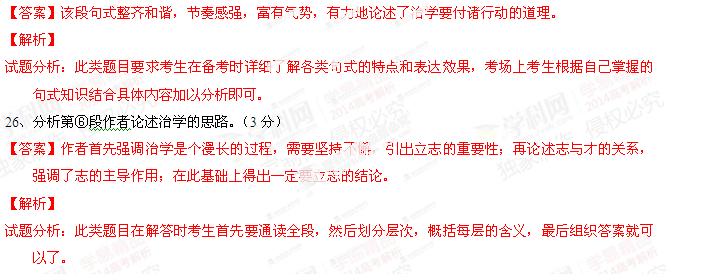 【答案】该段句式整齐和谐，节奏感强，富有气势，有力地论述了治学要付诸行动的道理。
【解析】
试题分析：此类题目要求考生在备考时详细了解各类句式的特点和表达效果，考场上考生根据自己掌握的
句式知识结合具体内容加以分析即可。
26、分析第⑥段作者论述治学的思路。（3 分）
【答案】作者首先强调治学是个漫长的过程，需要坚持不懈，引出立志的重要性；再论述志与才的关系，
强调了志的主导作用；在此基础上得出一定要立志的结论。
【解析】
试题分析：此类题目在解答时考生首先要通读全段，然后划分层次，概括每层的含义，最后组织答案就可
以了。